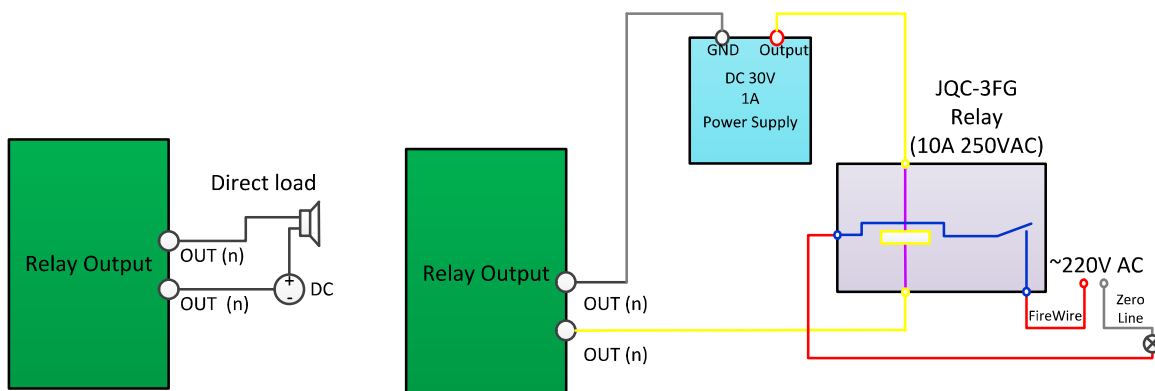 Relay Output
Direct load
OUT (n)
OUT (n)
+
-
DC
Relay Output
OUT (n)
OUT (n)
GND
Output
DC 30V
1A
Power Supply
JQC-3FG
Relay
(10A 250VAC)
~220V AC
FireWire
Zero
Line